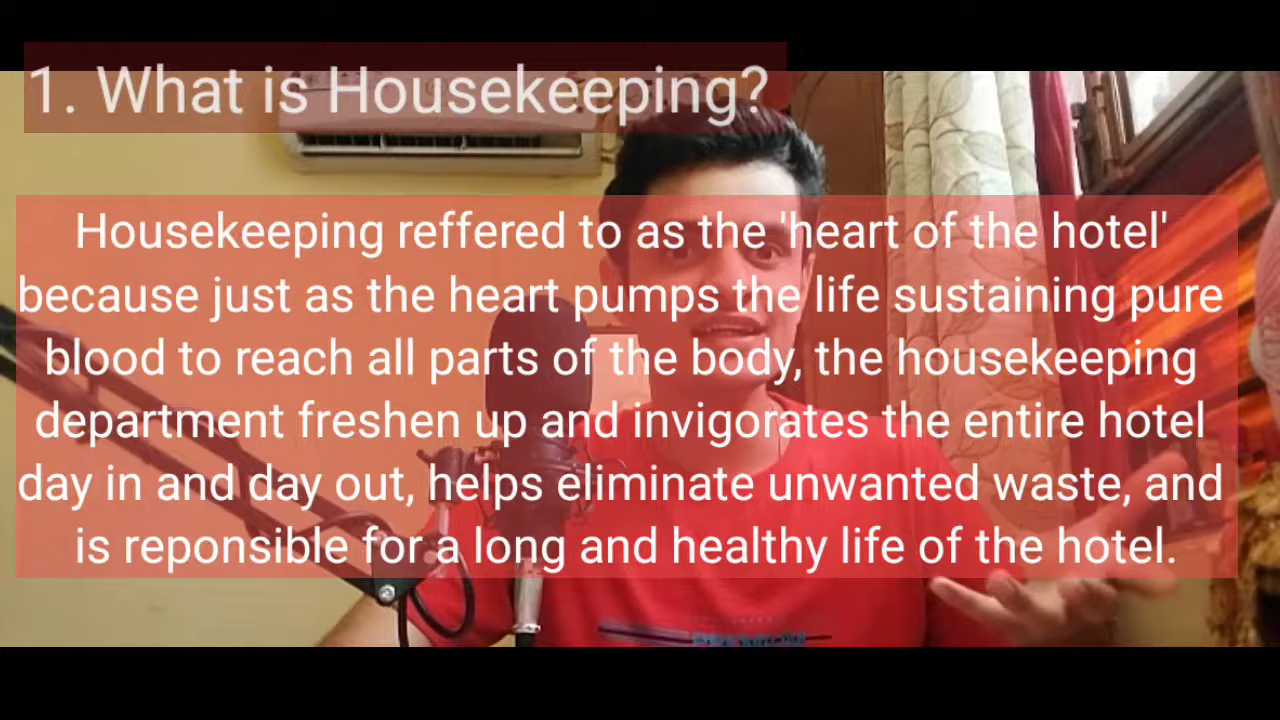 1. What is Housekeeping?
Housekeeping reffered to as the 'heart of the hotel'
because just as the heart pumps the life sustaining pure
blood to reach all parts of the body, the housekeeping
department freshen up and invigorates the entire hotel
day in and day out, helps eliminate unwanted waste, and
is reponsible for a long and healthy life of the hotel.